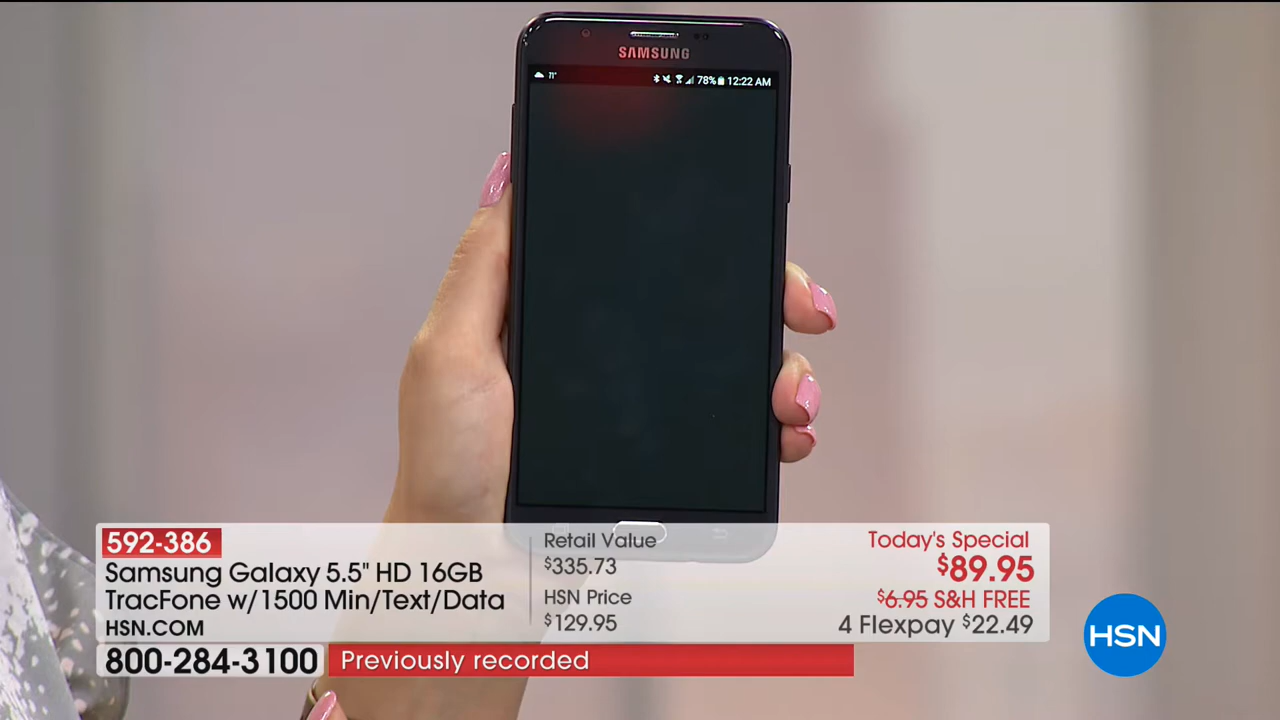 SAMSUNG
71°
78% 12:22 AM
592-386
Samsung Galaxy 5.5" HD 16GB
TracFone w/1500 Min/Text/Data
HSN.COM
Retail Value
$335.73
HSN Price
$129.95
Today's Special
$89.95
$6.95 S&H FREE
4 Flexpay $22.49
800-284-3100
Previously recorded
HSN